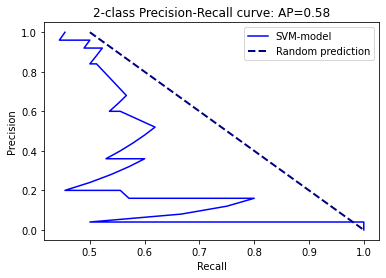 2-class Precision-Recall curve: AP=0.58
SVM-model
Random prediction
Precision
1.0
0.8
0.6
0.4
0.2
0.0
0.5
0.6
0.7
0.8
0.9
1.0
Recall